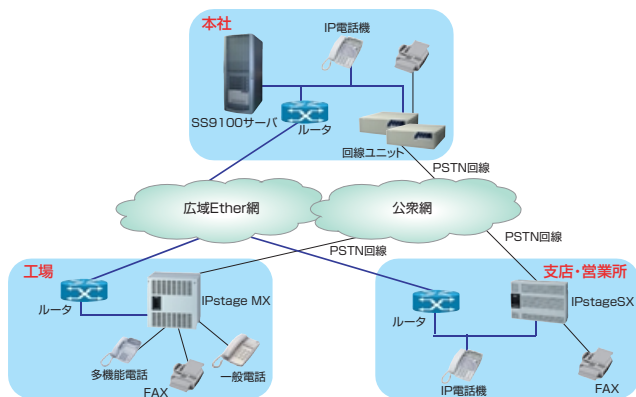 本社
IP電話機
SS9100サーバ
ルータ
回線ユニット
PSTN回線
広域Ether網
公衆網
PSTN回線
PSTN回線
工場
支店・営業所
ルータ
IPstage MX
ルータ
IPstageSX
多機能電話
FAX
一般電話
IP電話機
FAX